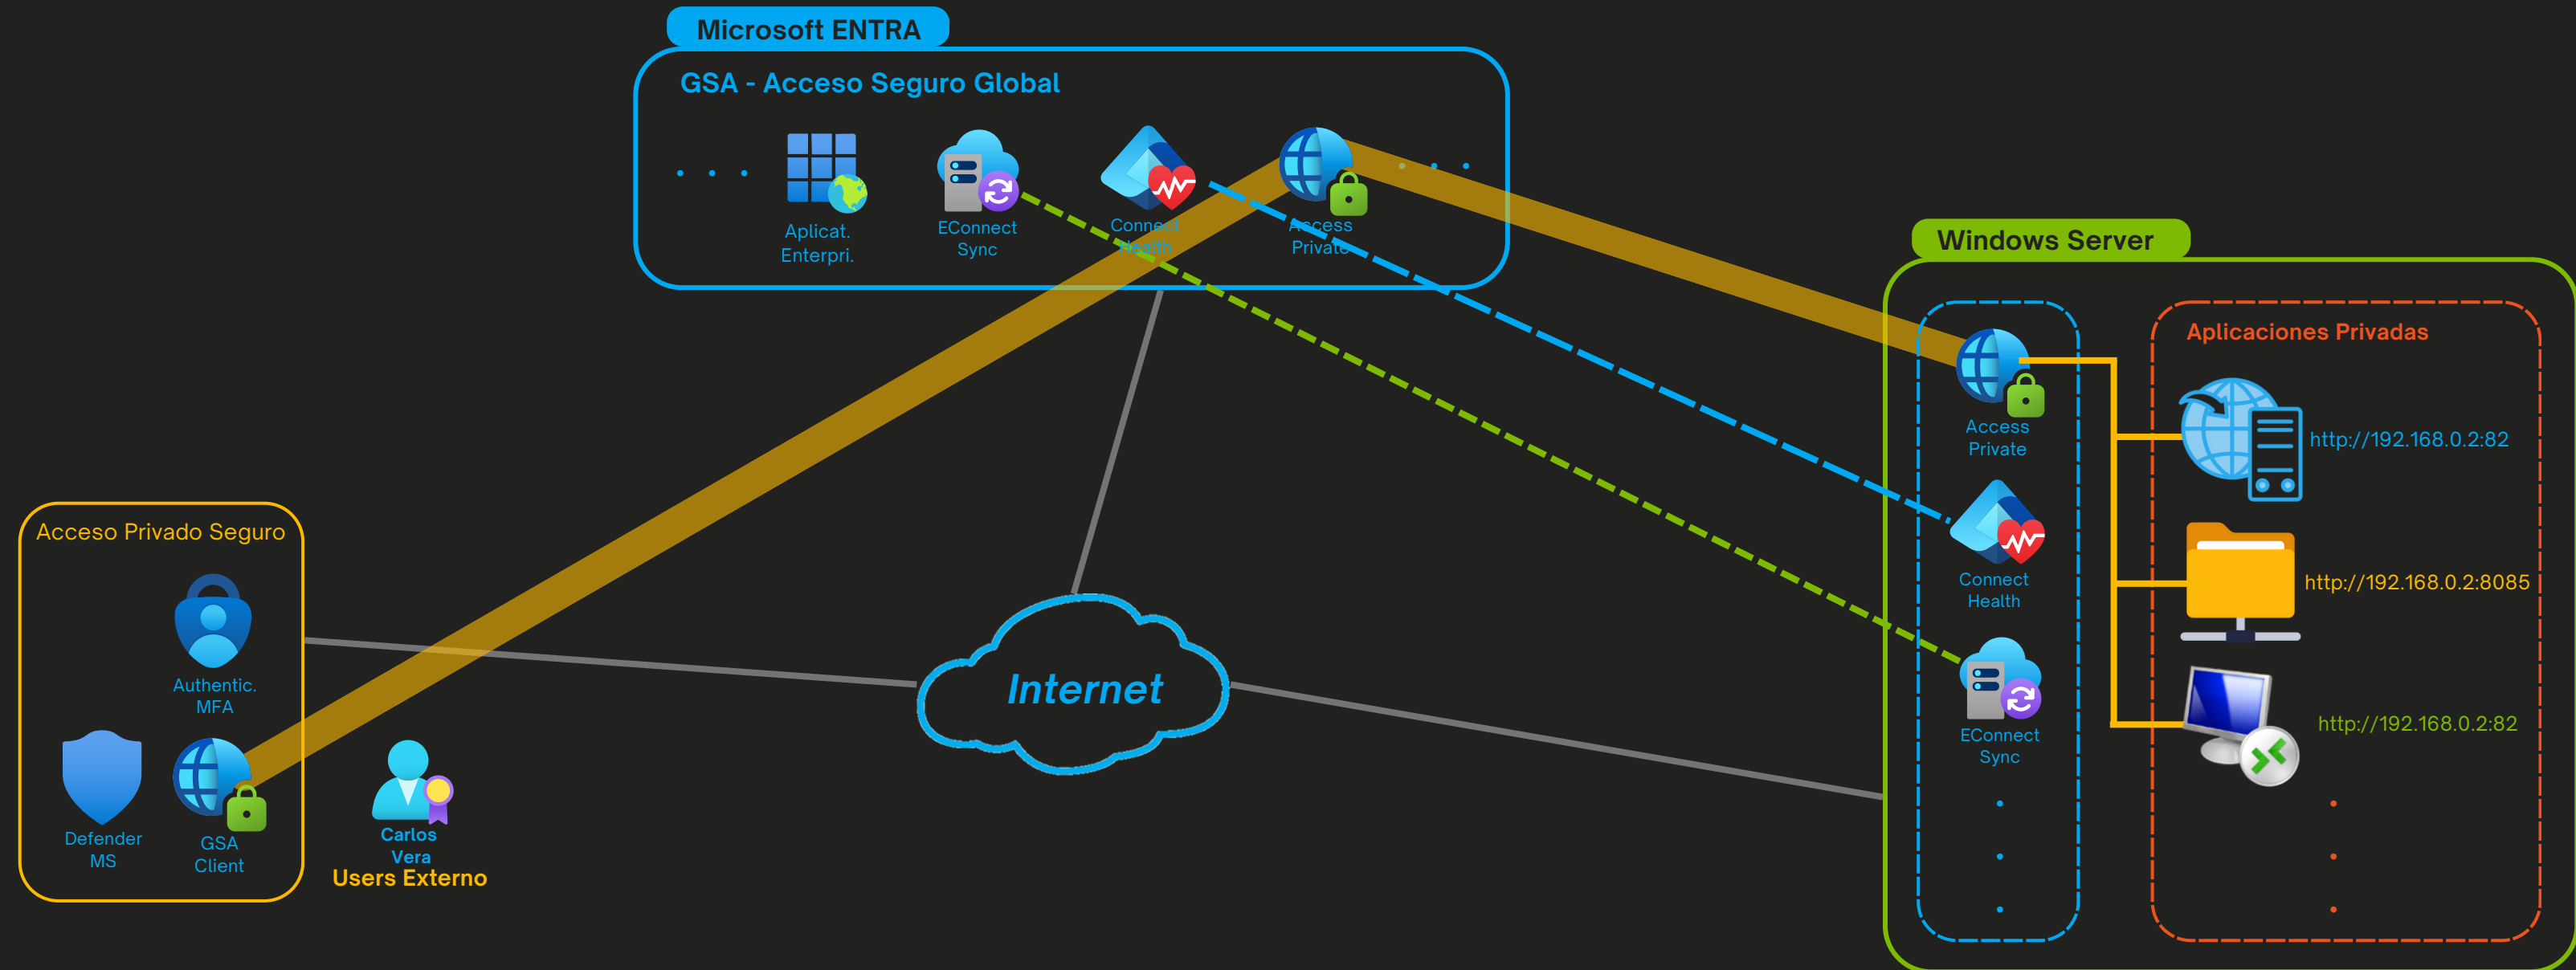 Microsoft ENTRA
GSA - Acceso Seguro Global
Aplicat.
Enterpri.
EConnect
Sync
Connect
Health
Access
Private
Windows Server
Aplicaciones Privadas
Access
Private
http://192.168.0.2:82
Connect
Health
http://192.168.0.2:8085
EConnect
Sync
http://192.168.0.2:82
Internet
Acceso Privado Seguro
Authentic.
MFA
Defender
MS
GSA
Client
Carlos
Vera
Users Externo